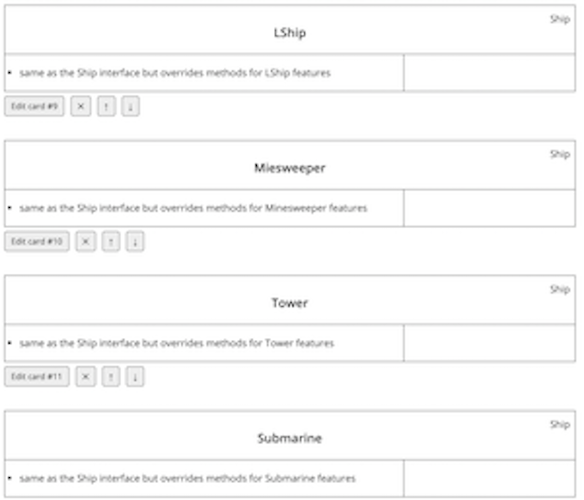 Ship
LShip
• same as the Ship interface but overrides methods for LShip features
Edit card #9 × ↑ ↓
Ship
Miesweeper
• same as the Ship interface but overrides methods for Minesweeper features
Edit card #10 × ↑ ↓
Ship
Tower
• same as the Ship interface but overrides methods for Tower features
Edit card #11 × ↑ ↓
Ship
Submarine
• same as the Ship interface but overrides methods for Submarine features